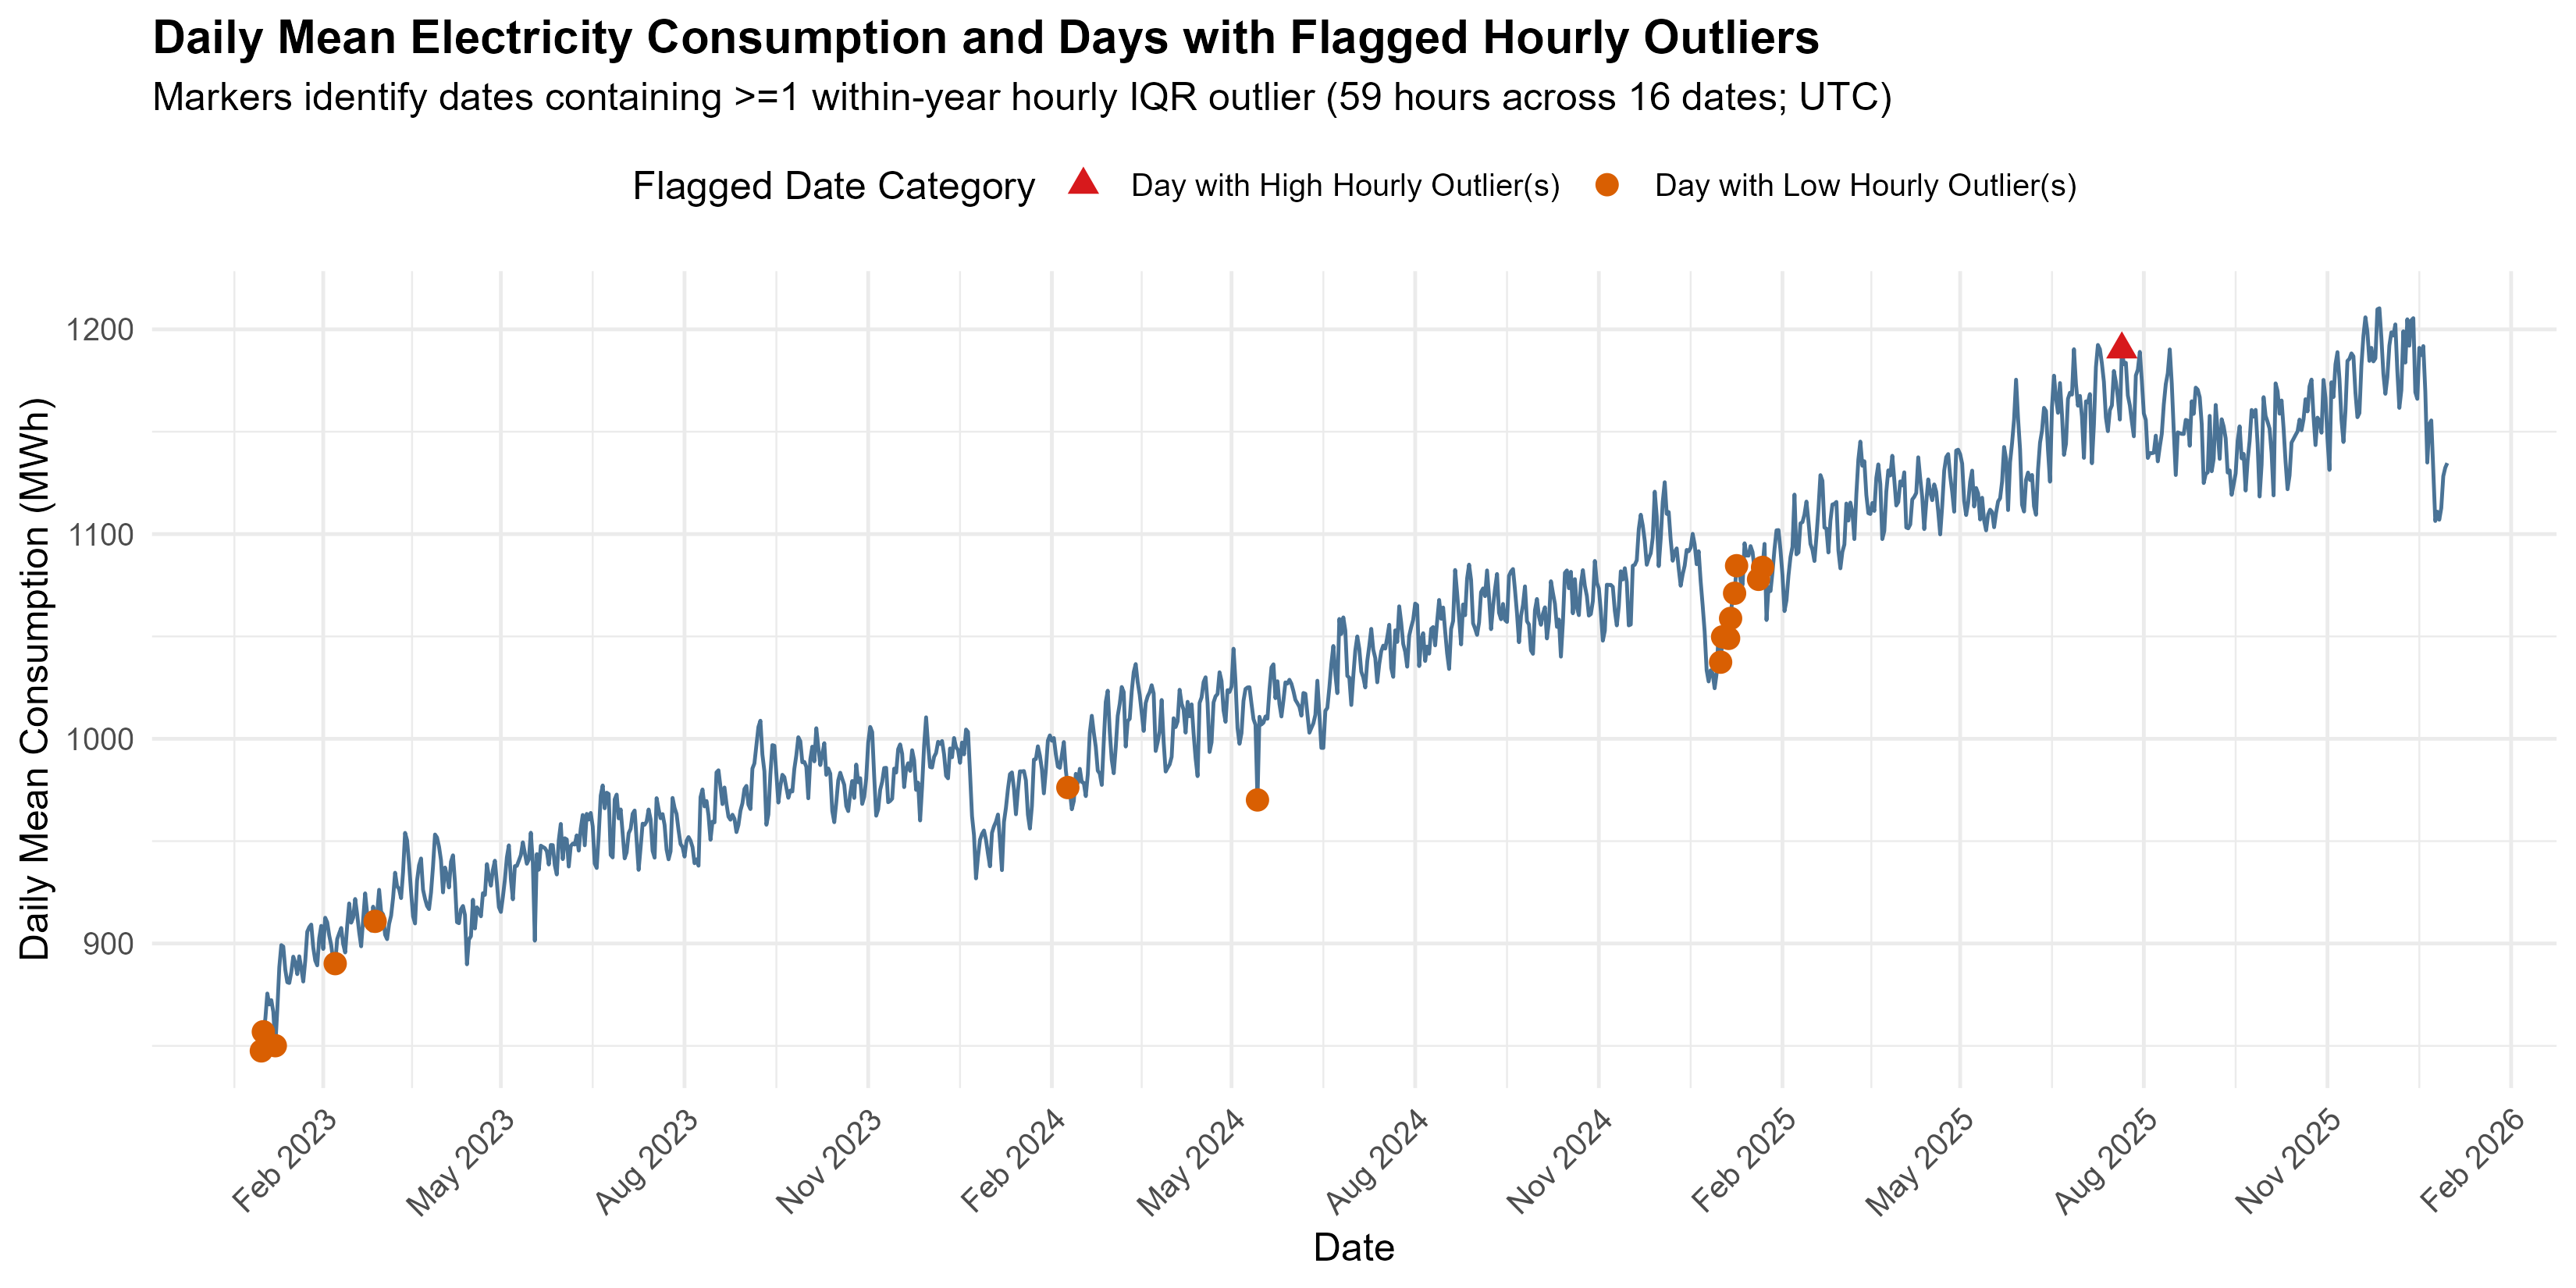 Daily Mean Electricity Consumption and Days with Flagged Hourly Outliers
Markers identify dates containing >=1 within-year hourly IQR outlier (59 hours across 16 dates; UTC)
Flagged Date Category
Day with High Hourly Outlier(s)
Day with Low Hourly Outlier(s)
Daily Mean Consumption (MWh)
1200
1100
1000
900
Feb 2023
May 2023
Aug 2023
Nov 2023
Feb 2024
May 2024
Aug 2024
Nov 2024
Feb 2025
May 2025
Aug 2025
Nov 2025
Feb 2026
Date